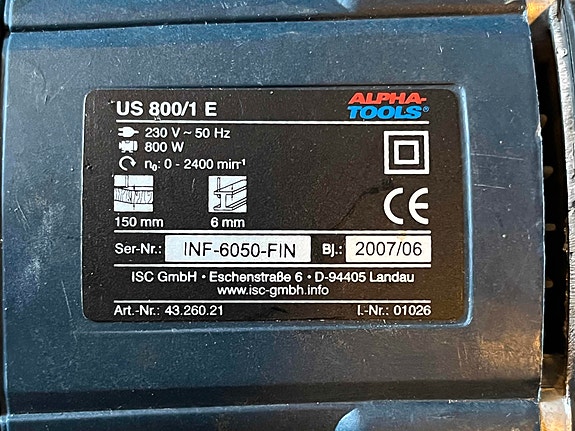 US 800/1 E
ALPHA-
TOOLS®
230 V ~ 50 Hz
800 W
n₀: 0 - 2400 min⁻¹
150 mm 6 mm
CE
Ser-Nr.: INF-6050-FIN Bj.: 2007/06
ISC GmbH • Eschenstraße 6 • D-94405 Landau
www.isc-gmbh.info
Art.-Nr.: 43.260.21 I.-Nr.: 01026